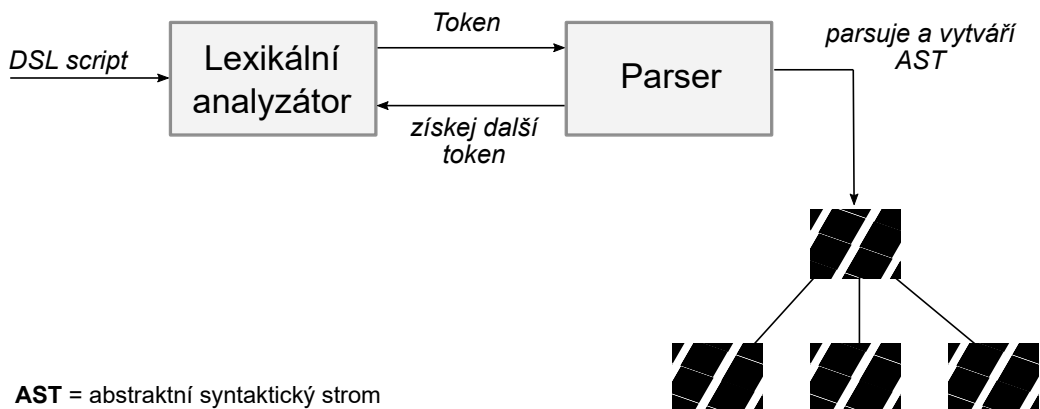 DSL script
Lexikální
analyzátor
Token
získej další
token
Parser
parsuje a vytváří
AST
AST = abstraktní syntaktický strom